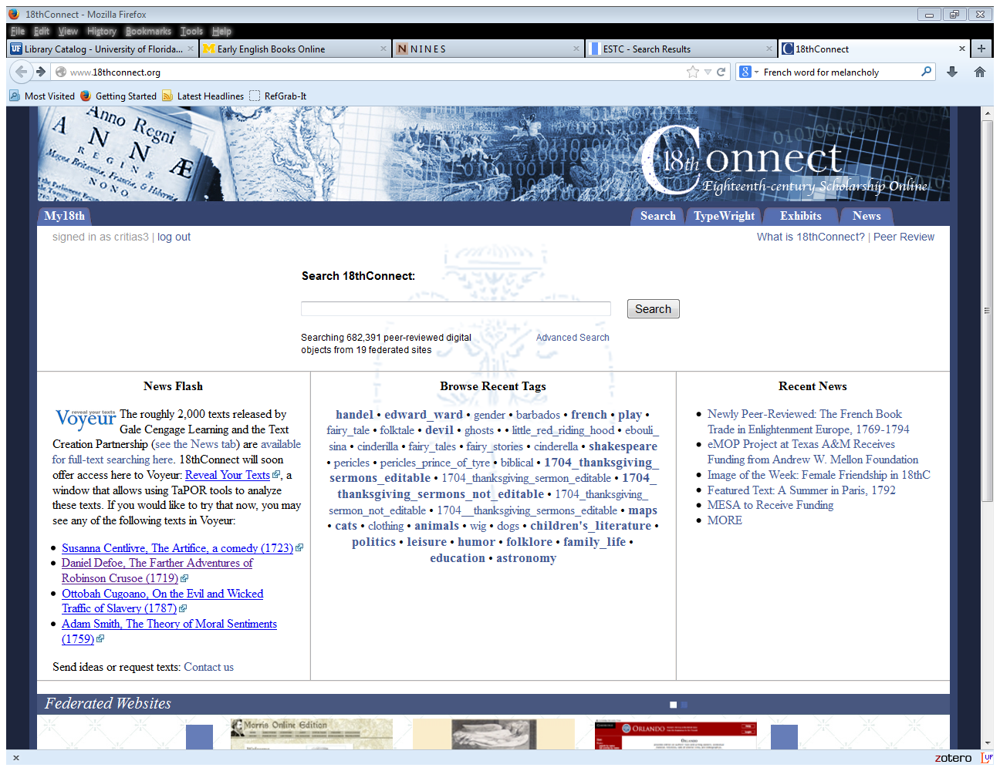 18thConnect - Mozilla Firefox
File Edit View History Bookmarks Tools Help
Library Catalog - University of Florida... Early English Books Online NINES ESTC - Search Results 18thConnect
www.18thconnect.org French word for melancholy
Most Visited Getting Started Latest Headlines RefGrab-It
Anno Regni
ANNÆ
REGINÆ
Magnæ Britanniæ, Franciæ, & Hiberniæ,
NONO
18thConnect
Eighteenth-century Scholarship Online
My18th Search TypeWright Exhibits News
signed in as critias3 | log out What is 18thConnect? | Peer Review
Search 18thConnect:
Search
Searching 682,391 peer-reviewed digital Advanced Search
objects from 19 federated sites
News Flash
reveal your texts
Voyeur The roughly 2,000 texts released by
Gale Cengage Learning and the Text
Creation Partnership (see the News tab) are available
for full-text searching here. 18thConnect will soon
offer access here to Voyeur: Reveal Your Texts, a
window that allows using TaPOR tools to analyze
these texts. If you would like to try that now, you may
see any of the following texts in Voyeur:
• Susanna Centlivre, The Artifice, a comedy (1723)
• Daniel Defoe, The Farther Adventures of
Robinson Crusoe (1719)
• Ottobah Cugoano, On the Evil and Wicked
Traffic of Slavery (1787)
• Adam Smith, The Theory of Moral Sentiments
(1759)
Send ideas or request texts: Contact us
Browse Recent Tags
handel • edward_ward • gender • barbados • french • play •
fairy_tale • folktale • devil • ghosts • • little_red_riding_hood • ebouli_
sina • cinderilla • fairy_tales • fairy_stories • cinderella • shakespeare
• pericles • pericles_prince_of_tyre • biblical • 1704_thanksgiving_
sermons_editable • 1704_thanksgiving_sermon_editable • 1704_
thanksgiving_sermons_not_editable • 1704_thanksgiving_
sermon_not_editable • 1704__thanksgiving_sermons_editable • maps
• cats • clothing • animals • wig • dogs • children's_literature •
politics • leisure • humor • folklore • family_life •
education • astronomy
Recent News
• Newly Peer-Reviewed: The French Book
Trade in Enlightenment Europe, 1769-1794
• eMOP Project at Texas A&M Receives
Funding from Andrew W. Mellon Foundation
• Image of the Week: Female Friendship in 18thC
• Featured Text: A Summer in Paris, 1792
• MESA to Receive Funding
• MORE
Federated Websites
Morris Online Edition
ORLANDO
zotero